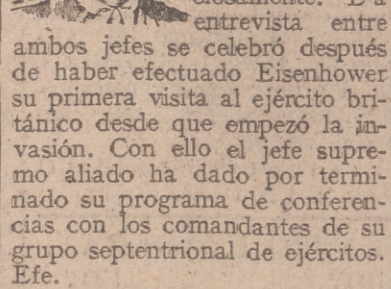 entrevista entre
ambos jefes se celebró después
de haber efectuado Eisenhower
su primera visita al ejército bri-
tánico desde que empezó la in-
vasión. Con ello el jefe supre-
mo aliado ha dado por termi-
nado su programa de conferen-
cias con los comandantes de su
grupo septentrional de ejércitos.
Efe.